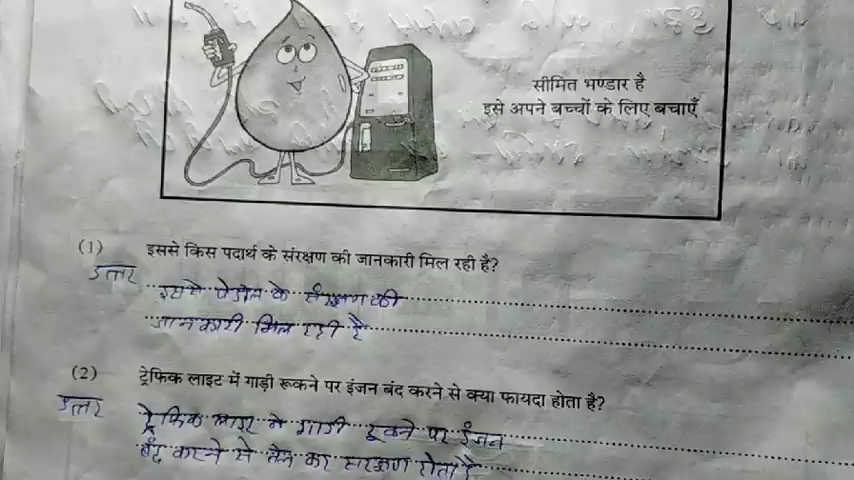 सीमित भण्डार है
इसे अपने बच्चों के लिए बचाएँ
(1) इससे किस पदार्थ के संरक्षण की जानकारी मिल रही है?
उत्तर इससे पेट्रोल के संरक्षण की
जानकारी मिल रही है
(2) ट्रेफिक लाइट में गाड़ी रूकने पर इंजन बंद करने से क्या फायदा होता है?
उत्तर ट्रेफिक लाइट मे गाडी रूकने पर इंजन
बंद करने से तेल का सरक्षण होता है